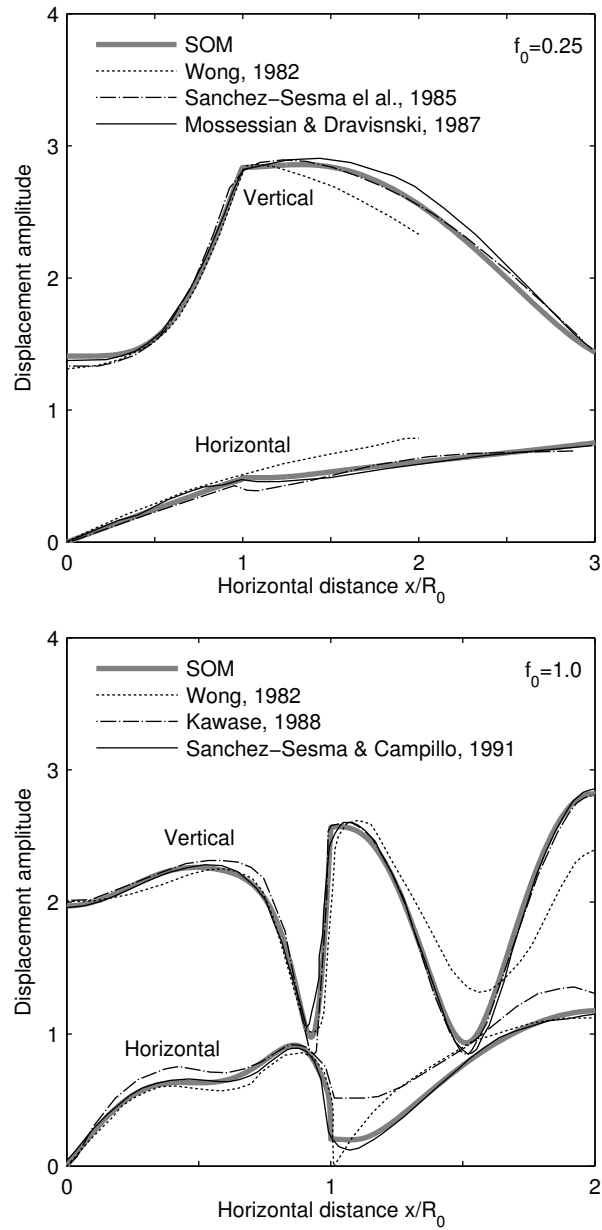 4
SOM
f0=0.25
Wong, 1982
Sanchez−Sesma el al., 1985
Mossessian & Dravisnski, 1987
3
Vertical
Displacement amplitude
2
1
Horizontal
0
0 1 2 3
Horizontal distance x/R0
4
SOM
f0=1.0
Wong, 1982
Kawase, 1988
Sanchez−Sesma & Campillo, 1991
3
Vertical
Displacement amplitude
2
1
Horizontal
0
0 1 2
Horizontal distance x/R0